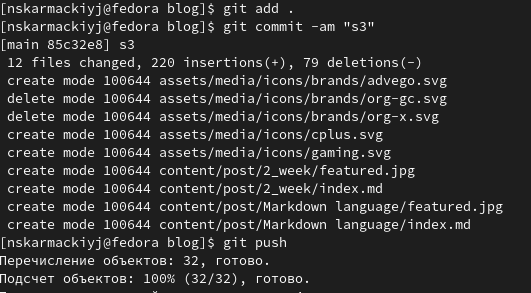 [nskarmackiyj@fedora blog]$ git add .
[nskarmackiyj@fedora blog]$ git commit -am "s3"
[main 85c32e8] s3
 12 files changed, 220 insertions(+), 79 deletions(-)
 create mode 100644 assets/media/icons/brands/advego.svg
 delete mode 100644 assets/media/icons/brands/org-gc.svg
 delete mode 100644 assets/media/icons/brands/org-x.svg
 create mode 100644 assets/media/icons/cplus.svg
 create mode 100644 assets/media/icons/gaming.svg
 create mode 100644 content/post/2_week/featured.jpg
 create mode 100644 content/post/2_week/index.md
 create mode 100644 content/post/Markdown language/featured.jpg
 create mode 100644 content/post/Markdown language/index.md
[nskarmackiyj@fedora blog]$ git push
Перечисление объектов: 32, готово.
Подсчет объектов: 100% (32/32), готово.